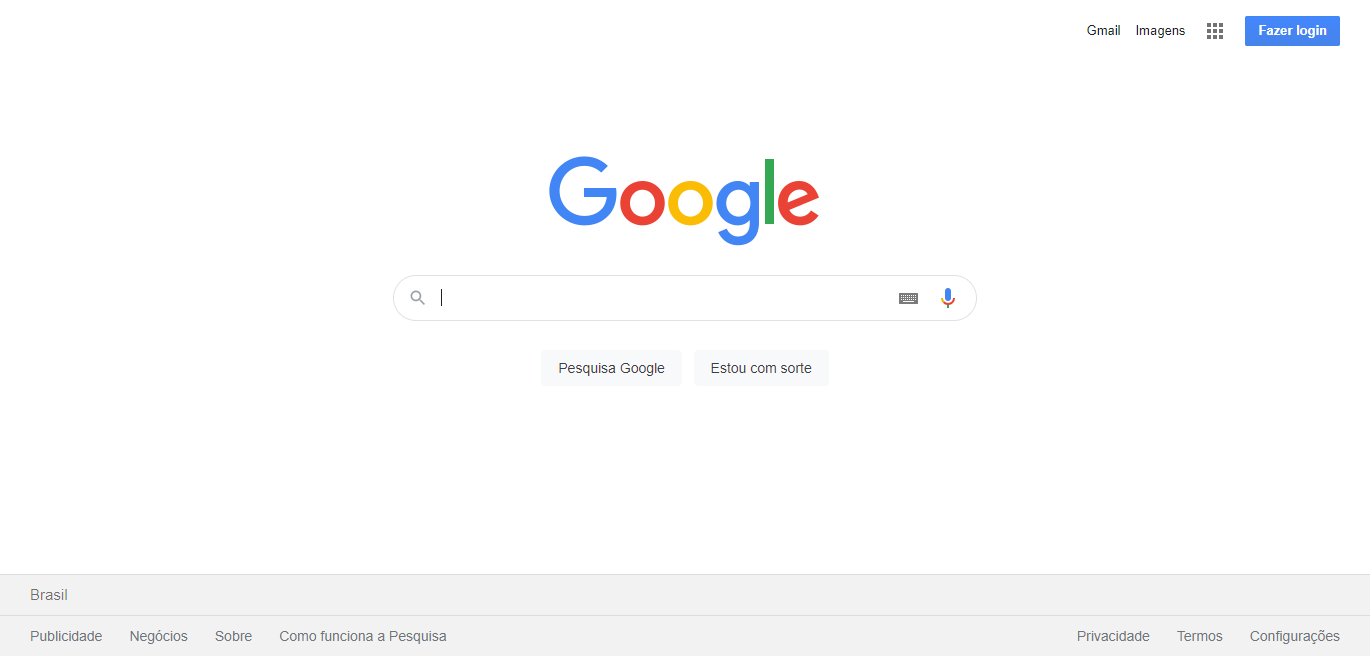 Gmail Imagens Fazer login
Google
Pesquisa Google Estou com sorte
Brasil
Publicidade Negócios Sobre Como funciona a Pesquisa Privacidade Termos Configurações